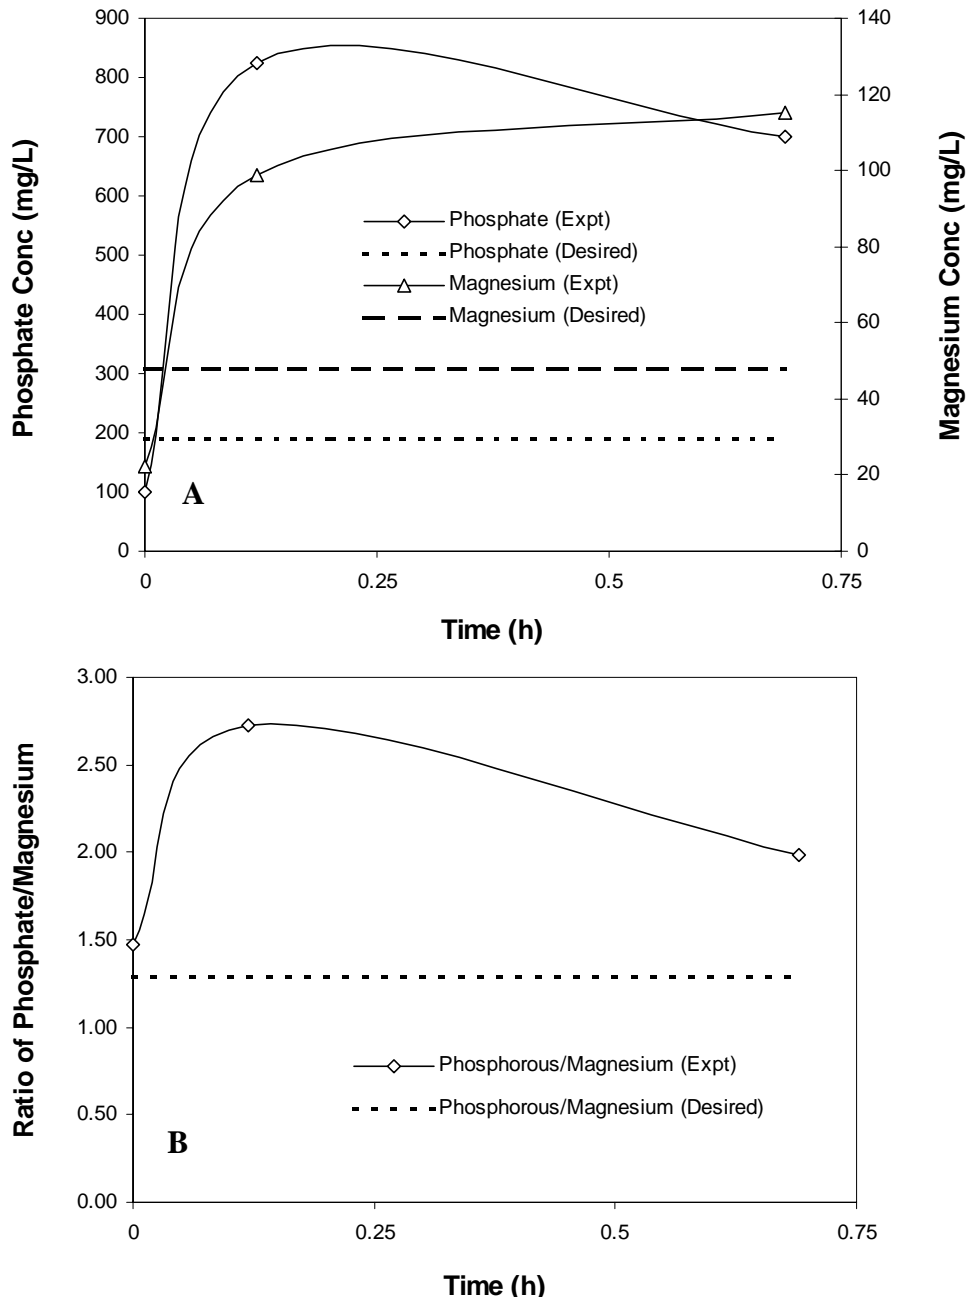 900
800
700
600
500
400
300
200
100
0
140
120
100
80
60
40
20
0
Phosphate Conc (mg/L)
Magnesium Conc (mg/L)
Phosphate (Expt)
Phosphate (Desired)
Magnesium (Expt)
Magnesium (Desired)
A
0 0.25 0.5 0.75
Time (h)
3.00
2.50
2.00
1.50
1.00
0.50
0.00
Ratio of Phosphate/Magnesium
Phosphorous/Magnesium (Expt)
Phosphorous/Magnesium (Desired)
B
0 0.25 0.5 0.75
Time (h)